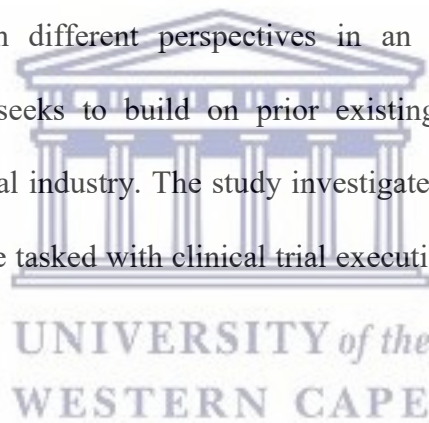 different perspectives in an
seeks to build on prior existing
al industry. The study investigate
e tasked with clinical trial executi
UNIVERSITY of the
WESTERN CAPE